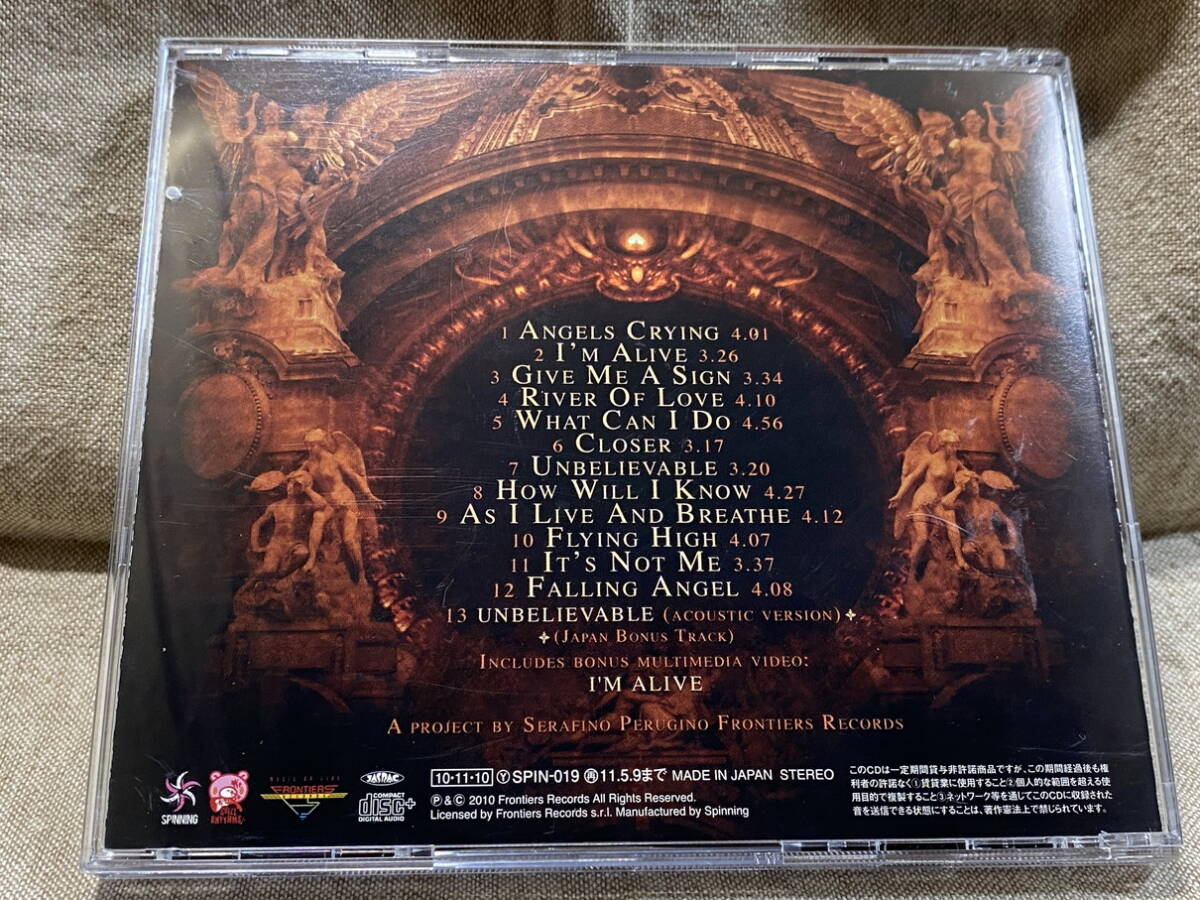 1 ANGELS CRYING 4.01
2 I'M ALIVE 3.26
3 GIVE ME A SIGN 3.34
4 RIVER OF LOVE 4.10
5 WHAT CAN I DO 4.56
6 CLOSER 3.17
7 UNBELIEVABLE 3.20
8 HOW WILL I KNOW 4.27
9 AS I LIVE AND BREATHE 4.12
10 FLYING HIGH 4.07
11 IT'S NOT ME 3.37
12 FALLING ANGEL 4.08
13 UNBELIEVABLE (ACOUSTIC VERSION)
(JAPAN BONUS TRACK)
INCLUDES BONUS MULTIMEDIA VIDEO:
I'M ALIVE
A PROJECT BY SERAFINO PERUGINO FRONTIERS RECORDS
SPINNING
FRONTIERS
RECORDS
JASRAC
COMPACT
disc+
DIGITAL AUDIO
10・11・10 Ⓨ SPIN-019 ㊢11.5.9まで MADE IN JAPAN STEREO
Ⓟ & © 2010 Frontiers Records All Rights Reserved.
Licensed by Frontiers Records s.r.l. Manufactured by Spinning
このCDは一定期間貸与非許諾商品ですが、この期間経過後も権
利者の許諾なく①賃貸業に使用すること②個人的な範囲を超える使
用目的で複製すること③ネットワーク等を通じてこのCDに収録された
音を送信できる状態にすることは、著作憲法上で禁じられています。